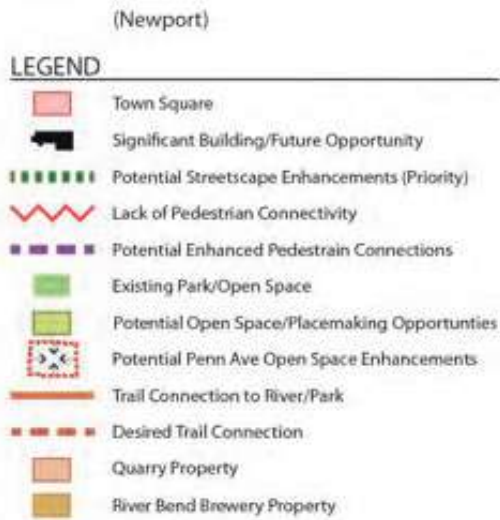 (Newport)
LEGEND
Town Square
Significant Building/Future Opportunity
Potential Streetscape Enhancements (Priority)
Lack of Pedestrian Connectivity
Potential Enhanced Pedestrain Connections
Existing Park/Open Space
Potential Open Space/Placemaking Opportunties
Potential Penn Ave Open Space Enhancements
Trail Connection to River/Park
Desired Trail Connection
Quarry Property
River Bend Brewery Property